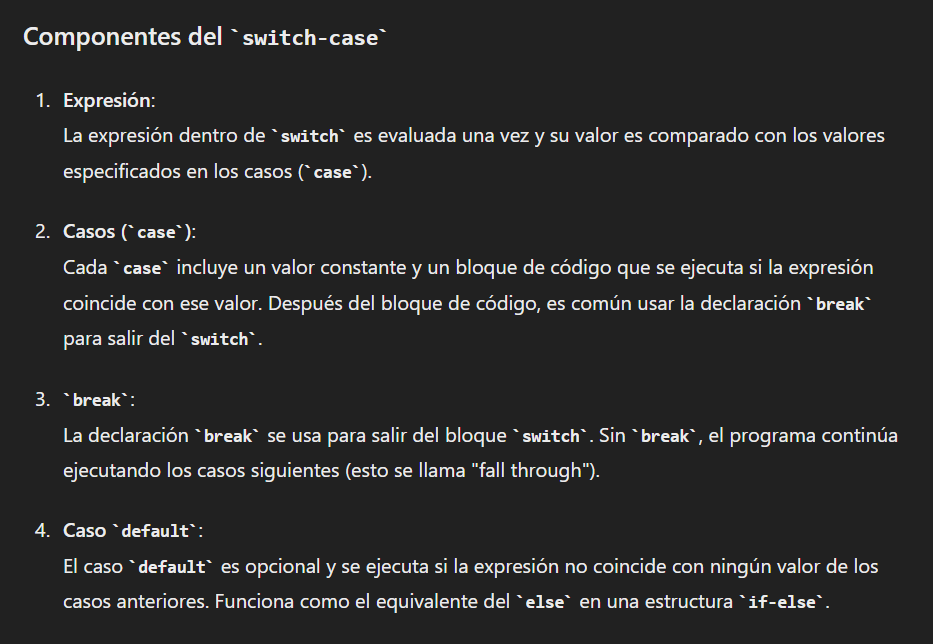 Componentes del `switch-case`
1. Expresión:
La expresión dentro de `switch` es evaluada una vez y su valor es comparado con los valores
especificados en los casos (`case`).
2. Casos (`case`):
Cada `case` incluye un valor constante y un bloque de código que se ejecuta si la expresión
coincide con ese valor. Después del bloque de código, es común usar la declaración `break`
para salir del `switch`.
3. `break`:
La declaración `break` se usa para salir del bloque `switch`. Sin `break`, el programa continúa
ejecutando los casos siguientes (esto se llama "fall through").
4. Caso `default`:
El caso `default` es opcional y se ejecuta si la expresión no coincide con ningún valor de los
casos anteriores. Funciona como el equivalente del `else` en una estructura `if-else`.